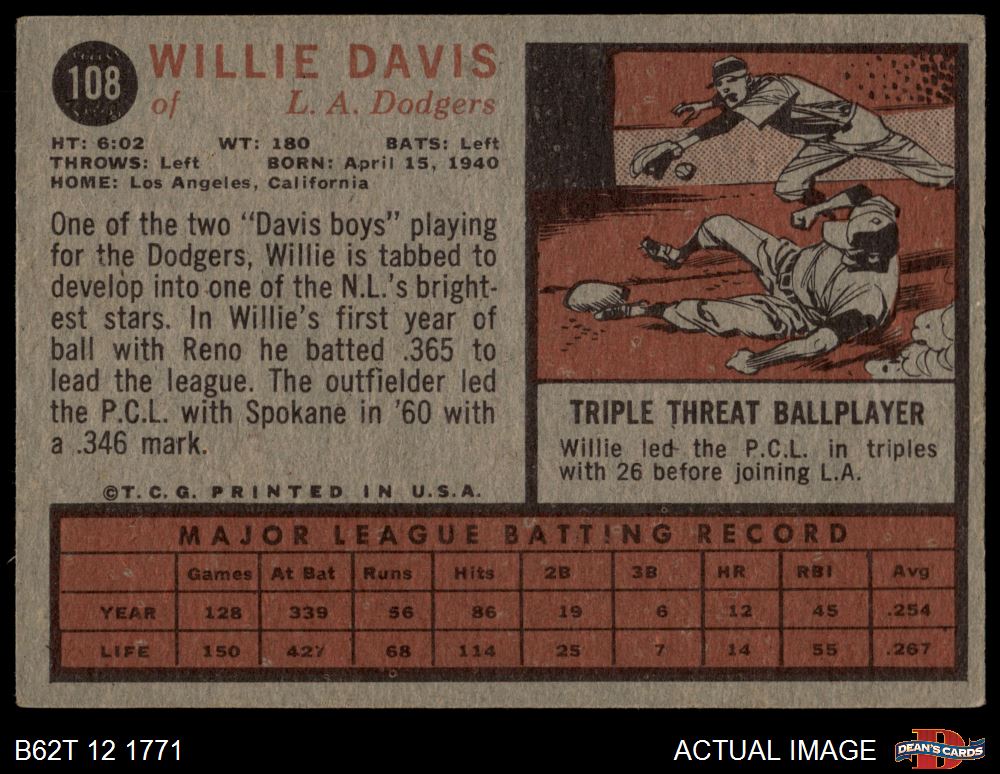 108
WILLIE DAVIS
of L. A. Dodgers
HT: 6:02 WT: 180 BATS: Left
THROWS: Left BORN: April 15, 1940
HOME: Los Angeles, California
One of the two "Davis boys" playing
for the Dodgers, Willie is tabbed to
develop into one of the N.L.'s bright-
est stars. In Willie's first year of
ball with Reno he batted .365 to
lead the league. The outfielder led
the P.C.L. with Spokane in '60 with
a .346 mark.
©T. C. G. PRINTED IN U.S.A.
TRIPLE THREAT BALLPLAYER
Willie led the P.C.L. in triples
with 26 before joining L.A.
MAJOR LEAGUE BATTING RECORD
Games At Bat Runs Hits 2B 3B HR RBI Avg
YEAR 128 339 56 86 19 6 12 45 .254
LIFE 150 427 68 114 25 7 14 55 .267
B62T 12 1771
ACTUAL IMAGE
D
DEAN'S CARDS